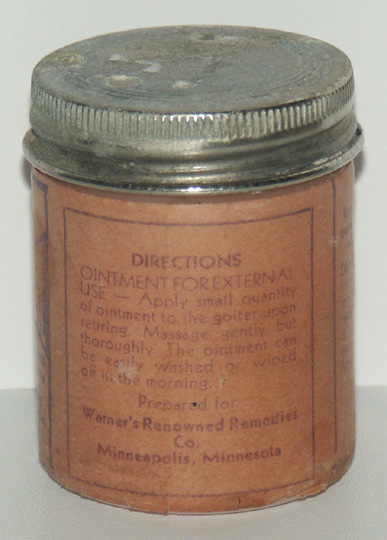 DIRECTIONS
OINTMENT FOR EXTERNAL
USE — Apply small quantity
of ointment to the goiter upon
retiring. Massage gently but
thoroughly. The ointment can
be easily washed or wiped
off in the morning.
Prepared for
Warner's Renowned Remedies
Co.
Minneapolis, Minnesota